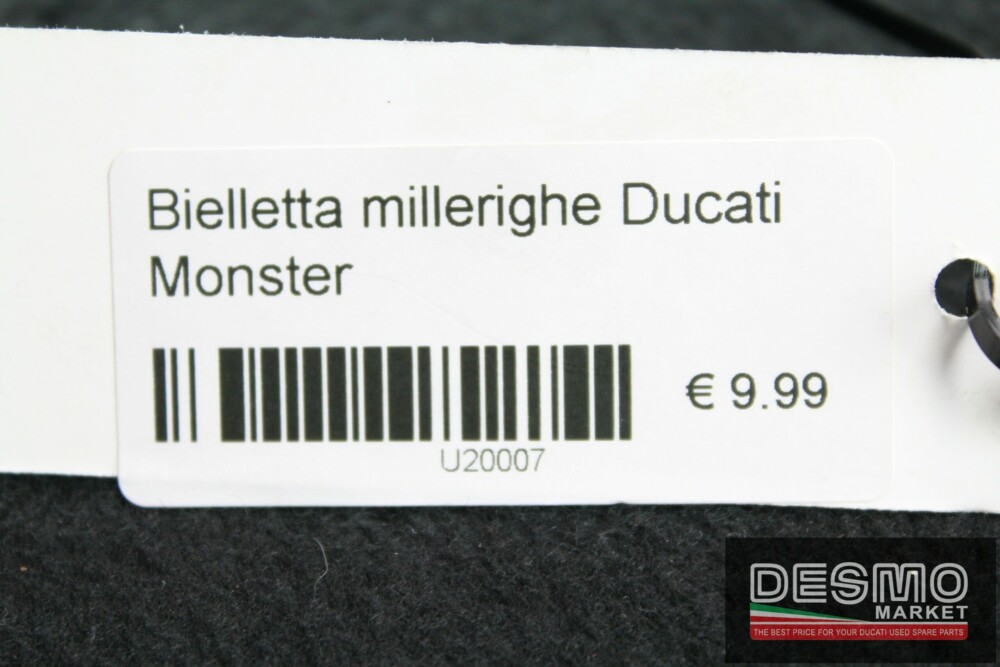 Bielletta millerighe Ducati
Monster
€ 9.99
U20007
DESMO
MARKET
THE BEST PRICE FOR YOUR DUCATI USED SPARE PARTS